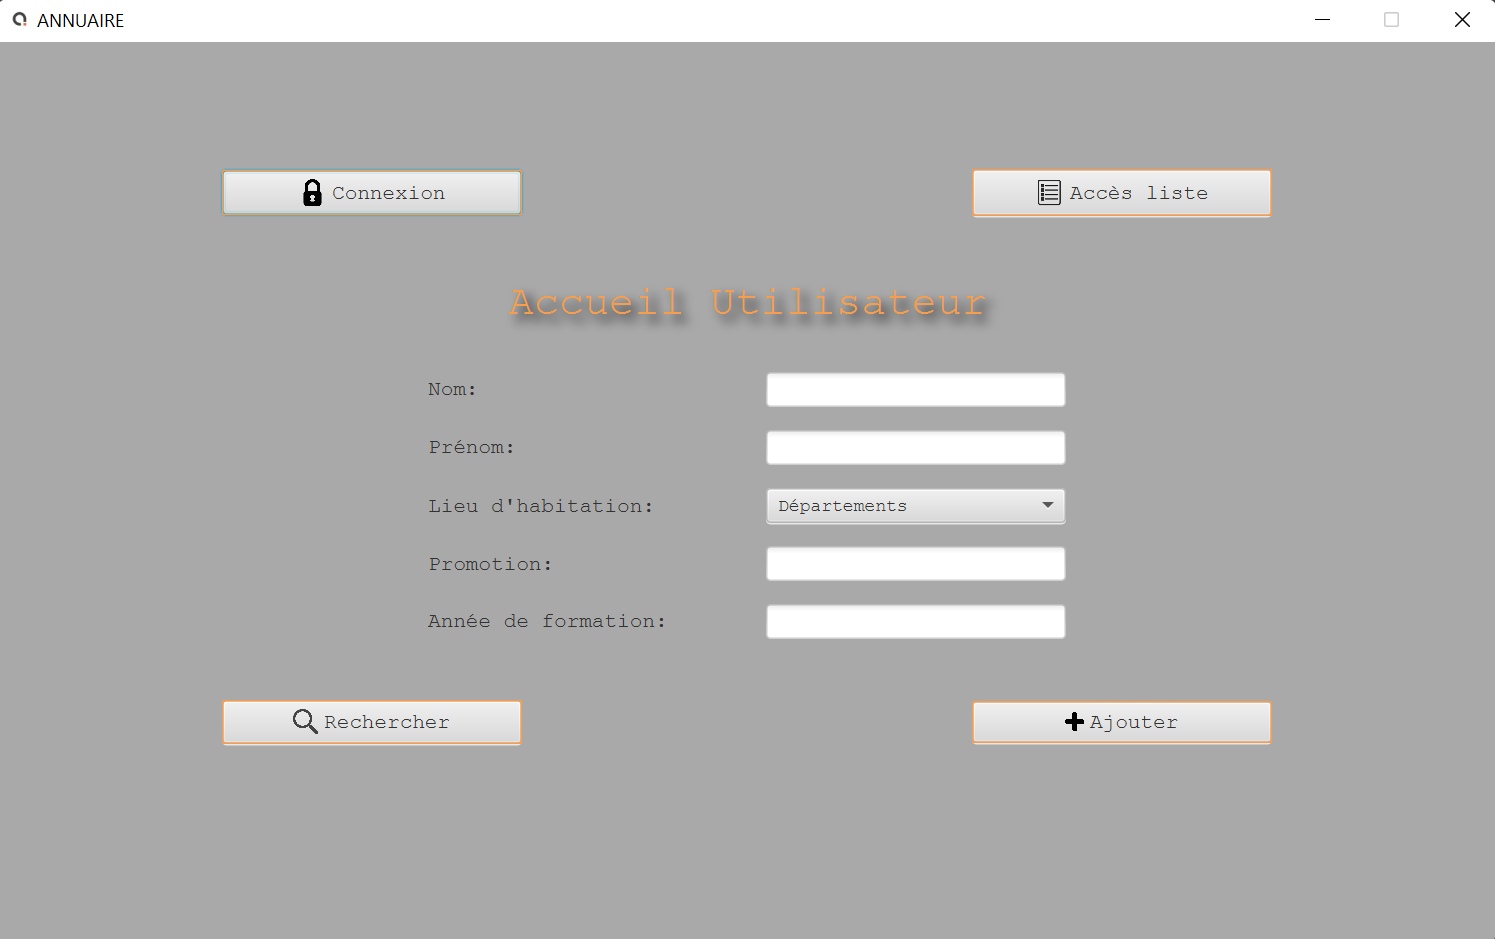 ANNUAIRE
Connexion
Accès liste
Accueil Utilisateur
Nom:
Prénom:
Lieu d'habitation:
Départements
Promotion:
Année de formation:
Rechercher
Ajouter